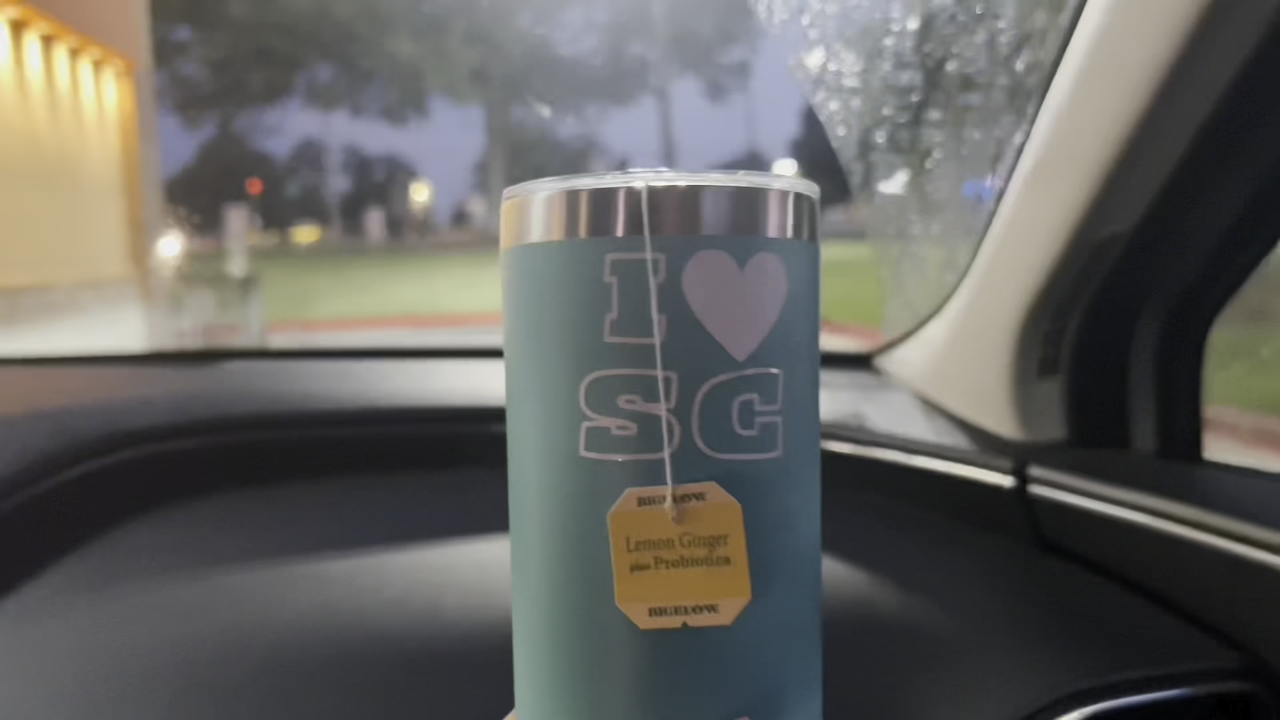 I ♥
SC
BIGELOW
Lemon Ginger
plus Probiotics
BIGELOW